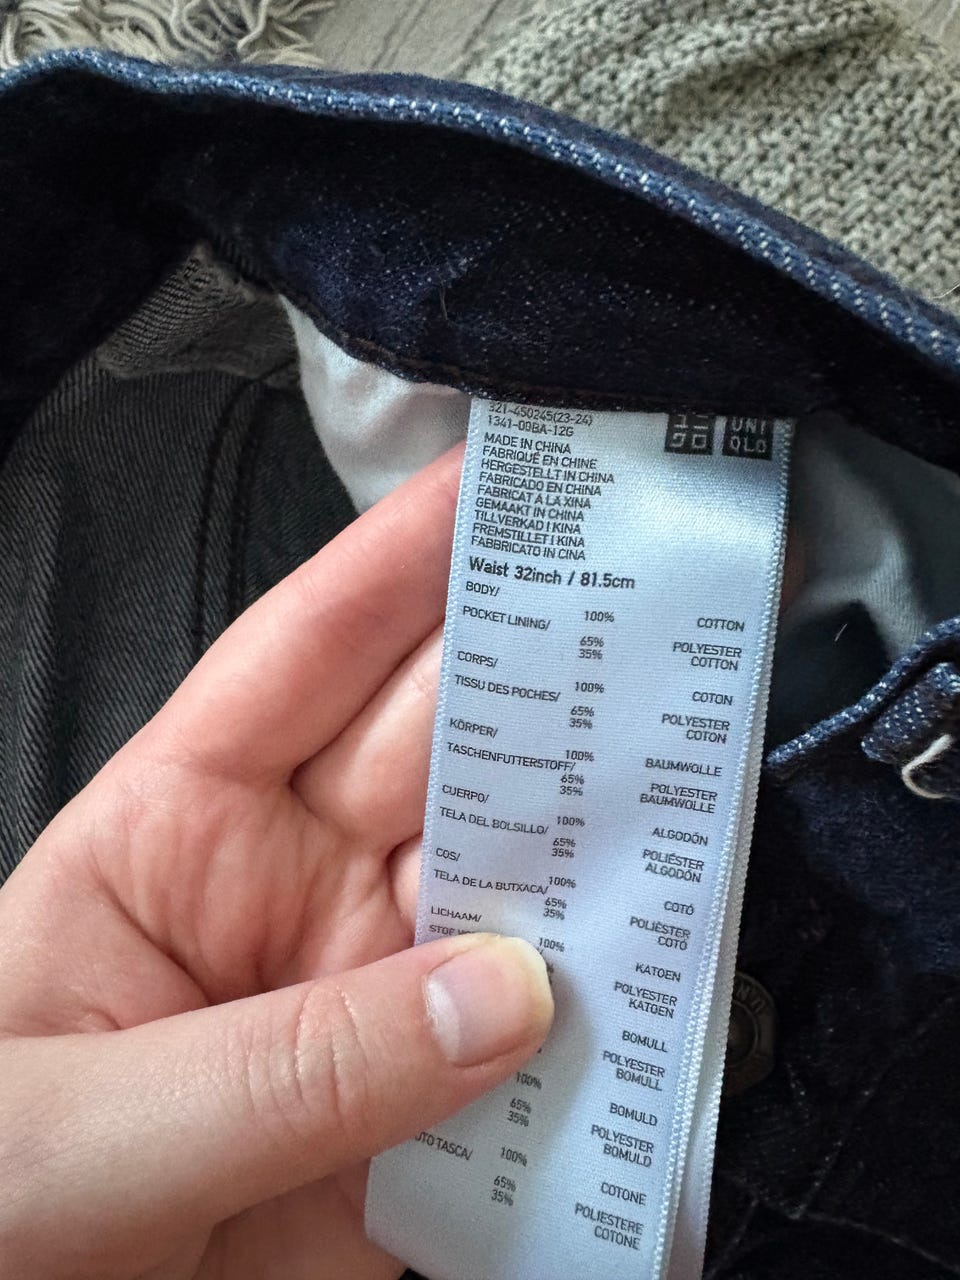 321-450245(23-24)
1341-00BA-12G
UNI
QLO
MADE IN CHINA
FABRIQUÉ EN CHINE
HERGESTELLT IN CHINA
FABRICADO EN CHINA
FABRICAT A LA XINA
GEMAAKT IN CHINA
TILLVERKAD I KINA
FREMSTILLET I KINA
FABBRICATO IN CINA
Waist 32inch / 81.5cm
BODY/
100% COTTON
POCKET LINING/
65% POLYESTER
35% COTTON
CORPS/
100% COTON
TISSU DES POCHES/
65% POLYESTER
35% COTON
KÖRPER/
100% BAUMWOLLE
TASCHENFUTTERSTOFF/
65% POLYESTER
35% BAUMWOLLE
CUERPO/
100% ALGODÓN
TELA DEL BOLSILLO/
65% POLIÉSTER
35% ALGODÓN
COS/
100% COTÓ
TELA DE LA BUTXACA/
65% POLIÈSTER
35% COTÓ
LICHAAM/
100% KATOEN
POLYESTER
KATOEN
BOMULL
POLYESTER
BOMULL
100% BOMULD
65% POLYESTER
35% BOMULD
100% COTONE
TASCA/
65% POLIESTERE
35% COTONE